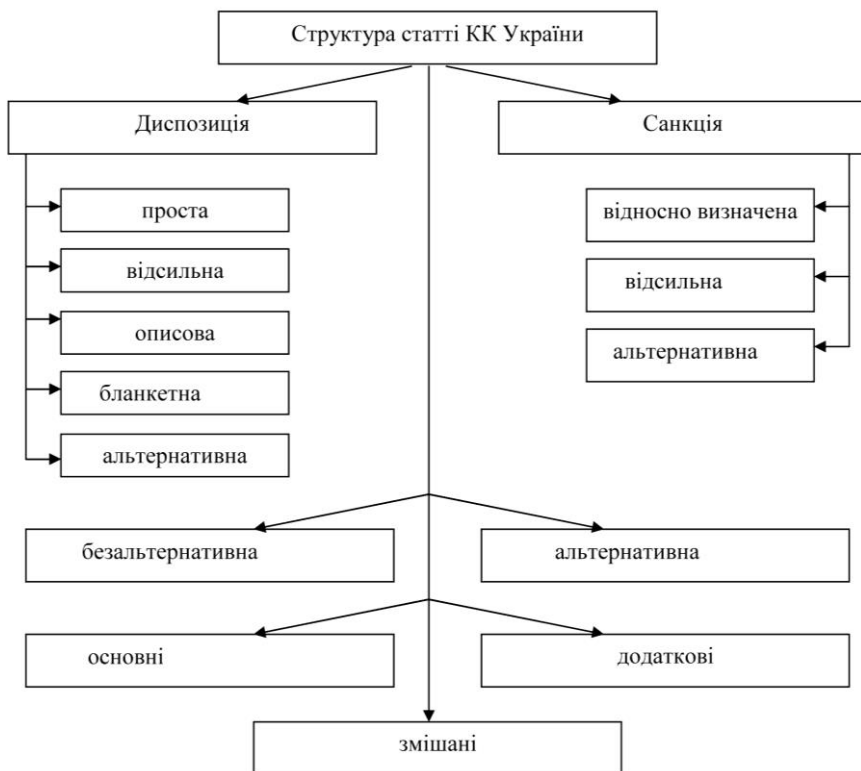 Структура статті КК України
Диспозиція
Санкція
проста
відсильна
описова
бланкетна
альтернативна
відносно визначена
відсильна
альтернативна
безальтернативна
альтернативна
основні
додаткові
змішані